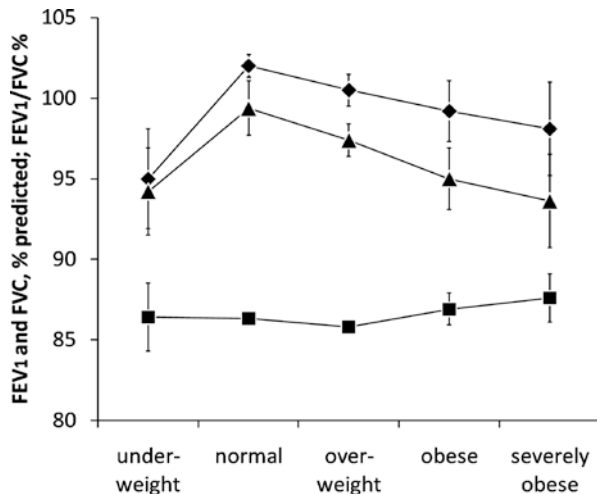 FEV1 and FVC, % predicted; FEV1/FVC %
105
100
95
90
85
80
under-
weight
normal
over-
weight
obese
severely
obese